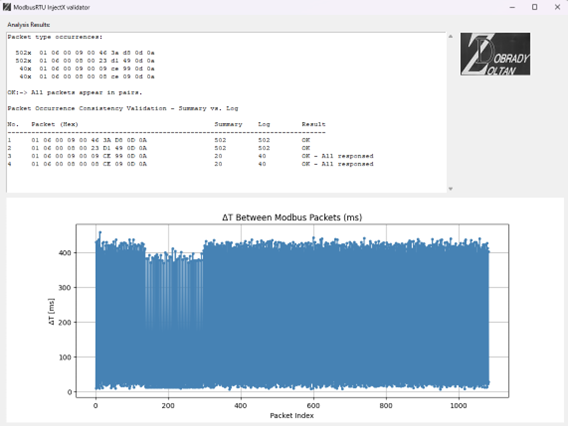 ModbusRTU InjectX validator
Analysis Results:
Packet type occurrences:
502x 01 06 00 09 00 46 3a d8 0d 0a
502x 01 06 00 08 00 23 d1 49 0d 0a
40x 01 06 00 09 00 09 ce 99 0d 0a
40x 01 06 00 08 00 08 ce 09 0d 0a
OK:-> All packets appear in pairs.
Packet Occurrence Consistency Validation - Summary vs. Log
No. Packet (Hex) Summary Log Result
1 01 06 00 09 00 46 3A D8 0D 0A 502 502 OK
2 01 06 00 08 00 23 D1 49 0D 0A 502 502 OK
3 01 06 00 09 00 09 CE 99 0D 0A 20 40 OK - All responsed
4 01 06 00 08 00 08 CE 09 0D 0A 20 40 OK - All responsed
DOBRADY
ZOLTAN
ΔT Between Modbus Packets (ms)
ΔT [ms]
400
300
200
100
0
0 200 400 600 800 1000
Packet Index